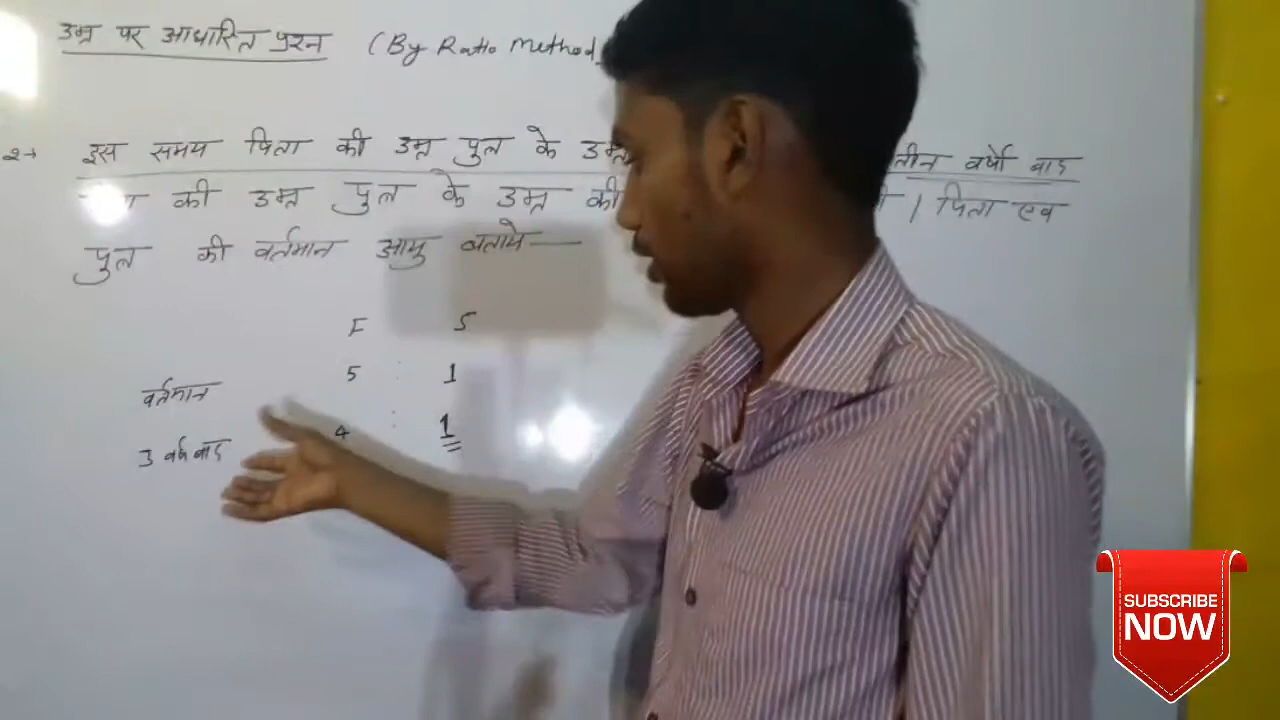 उम्र पर आधारित प्रश्न (By Ratio Method
2→ इस समय पिता की उम्र पुत्र के उम्र तीन वर्षों बाद
की उम्र पुत्र के उम्र की / पिता एव
पुत्र की वर्तमान आयु बताये—
F S
वर्तमान 5 : 1
3 वर्ष बाद 4 : 1
SUBSCRIBE
NOW